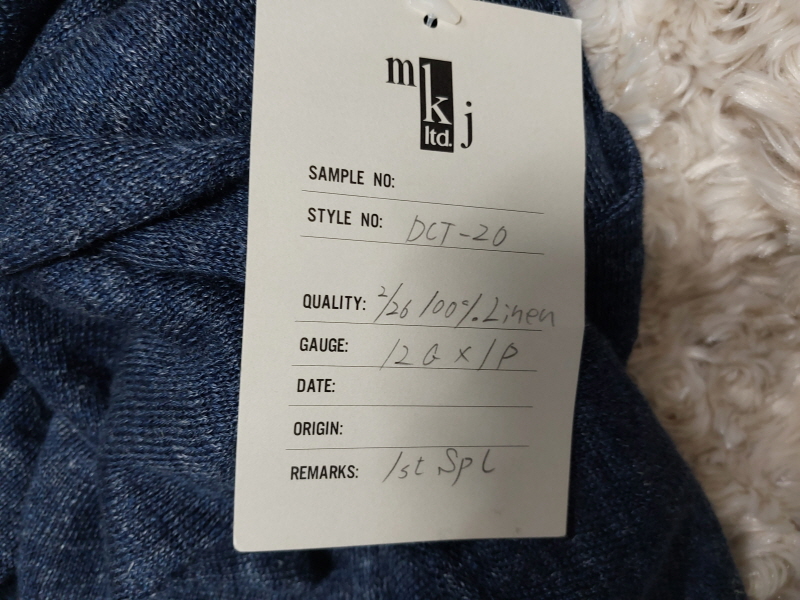 mkj
ltd.
SAMPLE NO:
STYLE NO: DCT-20
QUALITY: 2/26 100%.Linen
GAUGE: 12G X 1P
DATE:
ORIGIN:
REMARKS: 1st Spl